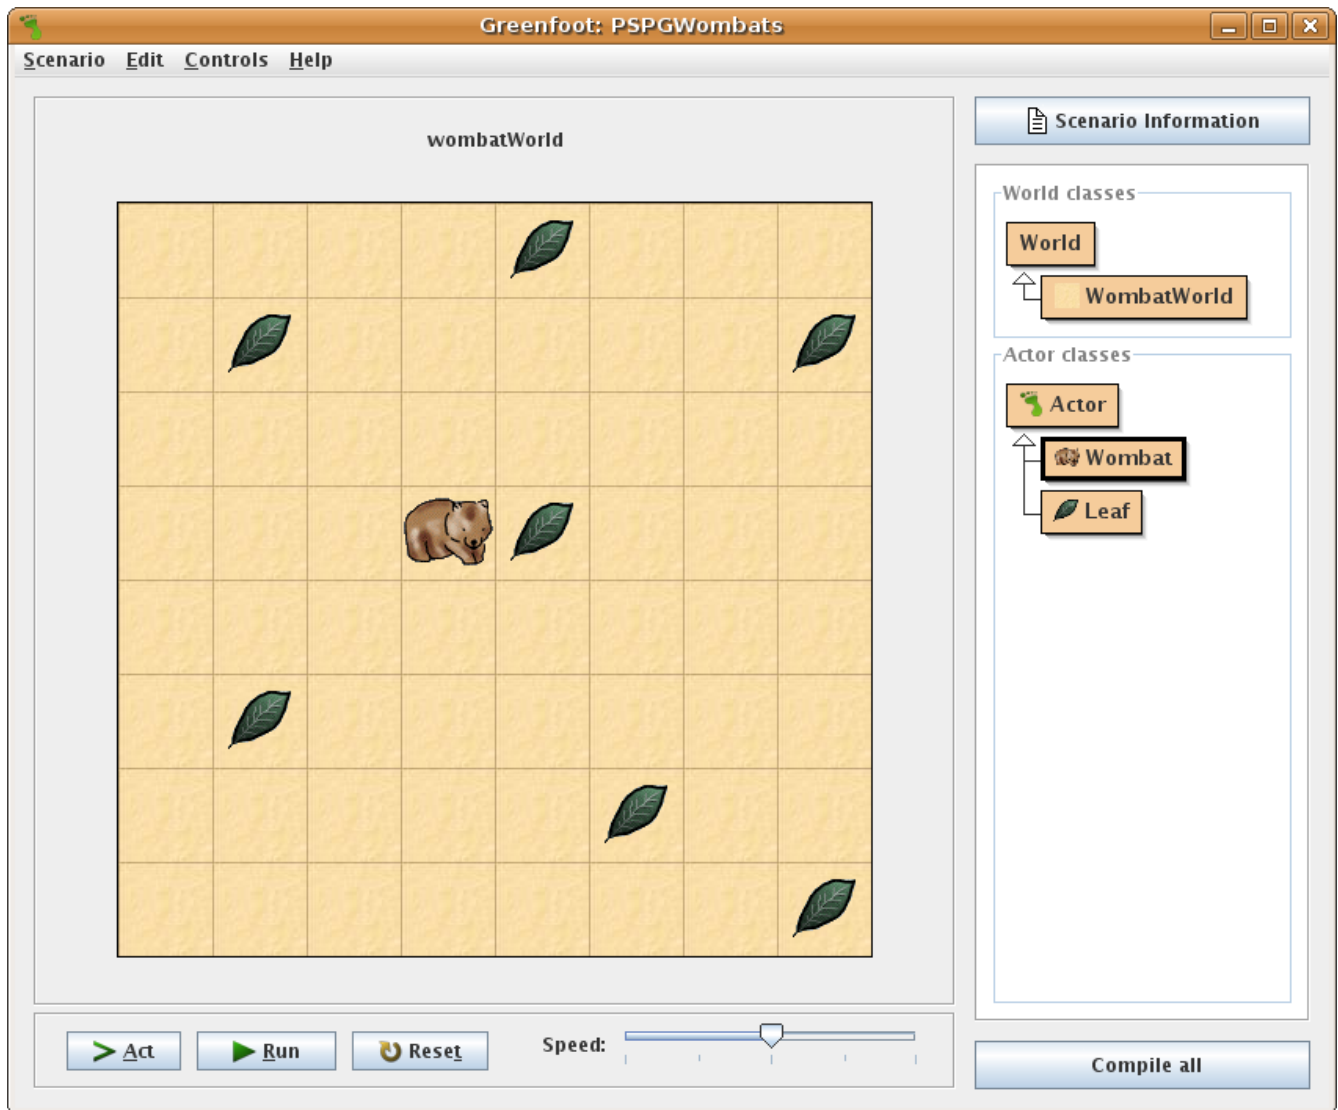 Greenfoot: PSPGWombats
Scenario Edit Controls Help
wombatWorld
Scenario Information
World classes
World
WombatWorld
Actor classes
Actor
Wombat
Leaf
Act Run Reset Speed:
Compile all